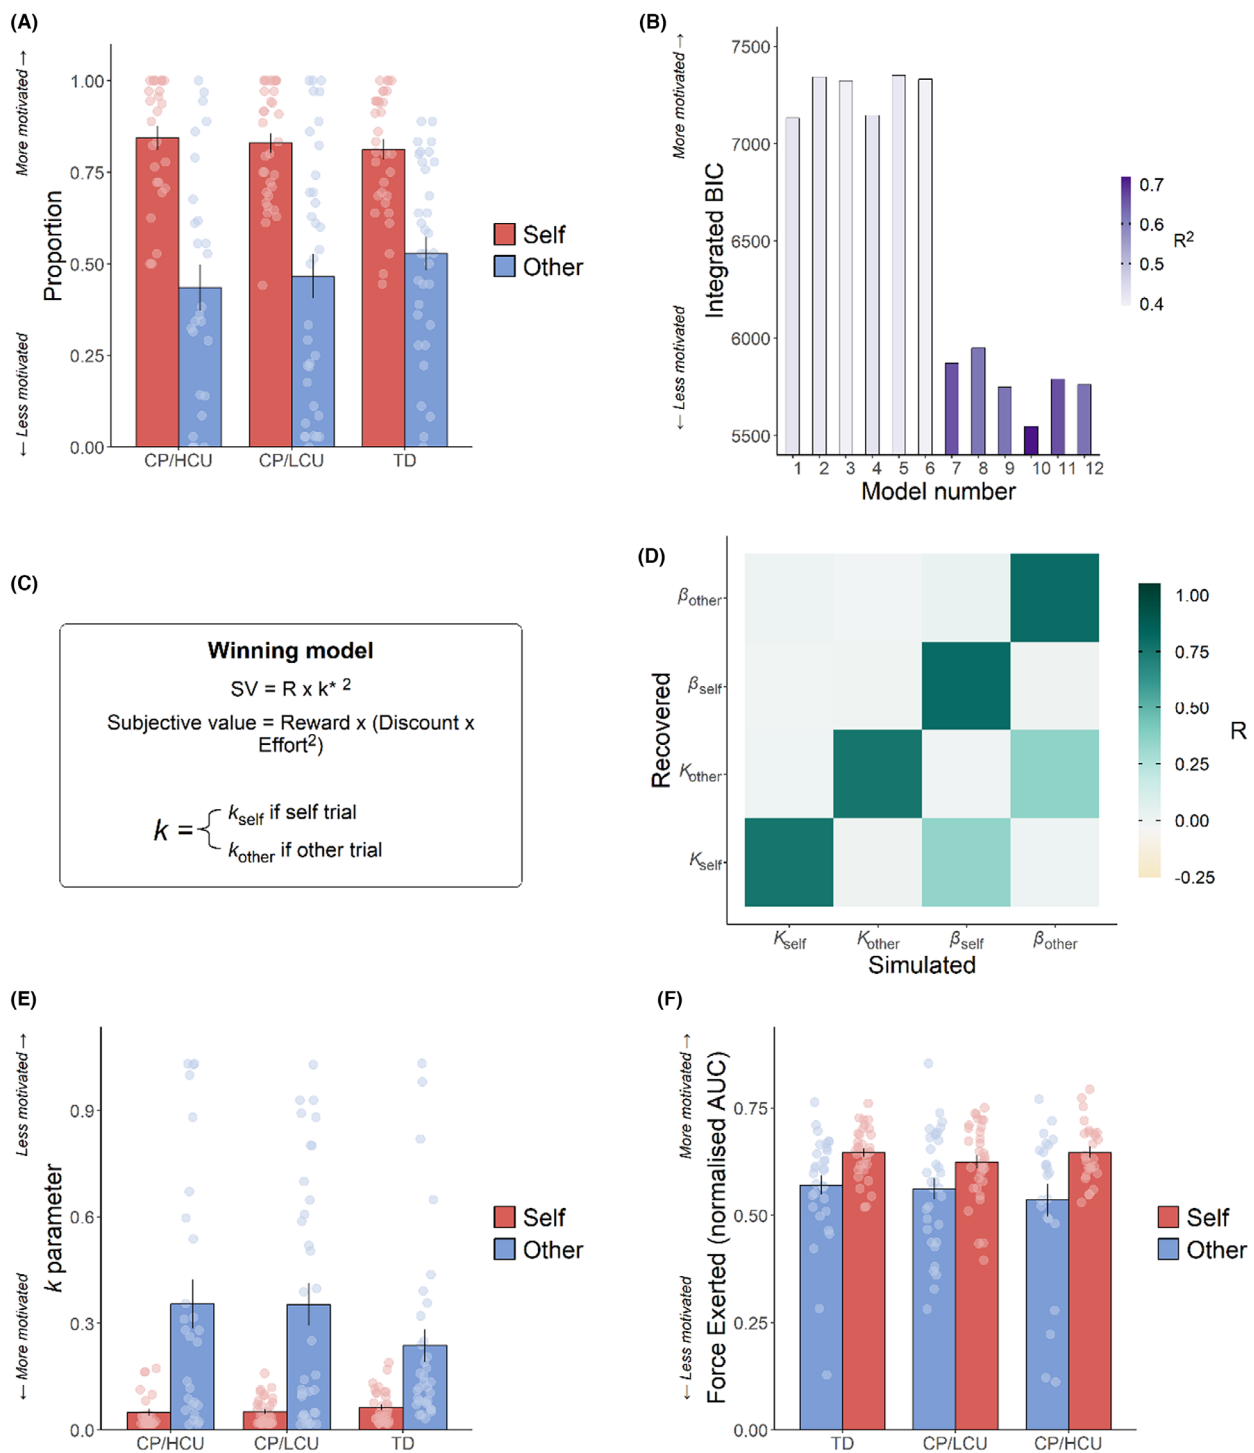 (A)
More motivated →
← Less motivated
Proportion
1.00
0.75
0.50
0.25
0.00
CP/HCU
CP/LCU
TD
Self
Other
(B)
More motivated →
← Less motivated
Integrated BIC
7500
7000
6500
6000
5500
1 2 3 4 5 6 7 8 9 10 11 12
Model number
0.7
0.6
0.5
0.4
R²
(C)
Winning model
SV = R x k* ²
Subjective value = Reward x (Discount x
Effort²)
k =
k_self if self trial
k_other if other trial
(D)
Recovered
β_other
β_self
K_other
K_self
K_self
K_other
β_self
β_other
Simulated
1.00
0.75
0.50
0.25
0.00
-0.25
R
(E)
Less motivated →
← More motivated
k parameter
0.9
0.6
0.3
0.0
CP/HCU
CP/LCU
TD
Self
Other
(F)
More motivated →
← Less motivated
Force Exerted (normalised AUC)
0.75
0.50
0.25
0.00
TD
CP/LCU
CP/HCU
Self
Other